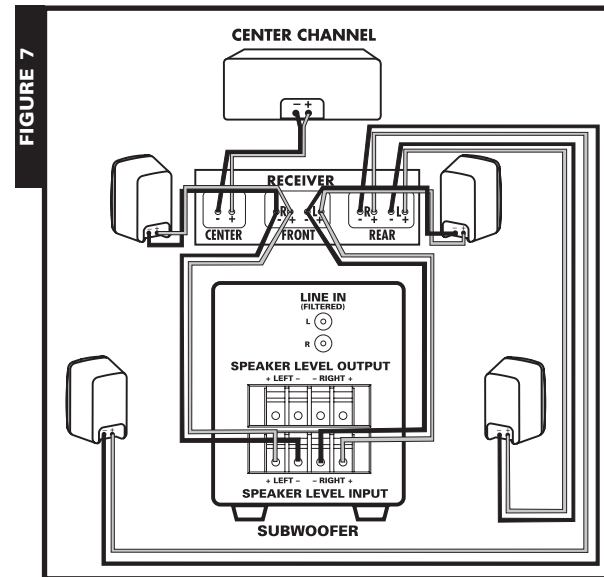 FIGURE 7
CENTER CHANNEL
- +
RECEIVER
R L R L
- + - + - + - + - +
CENTER FRONT REAR
LINE IN
(FILTERED)
L
R
SPEAKER LEVEL OUTPUT
+ LEFT – – RIGHT +
+ LEFT – – RIGHT +
SPEAKER LEVEL INPUT
SUBWOOFER